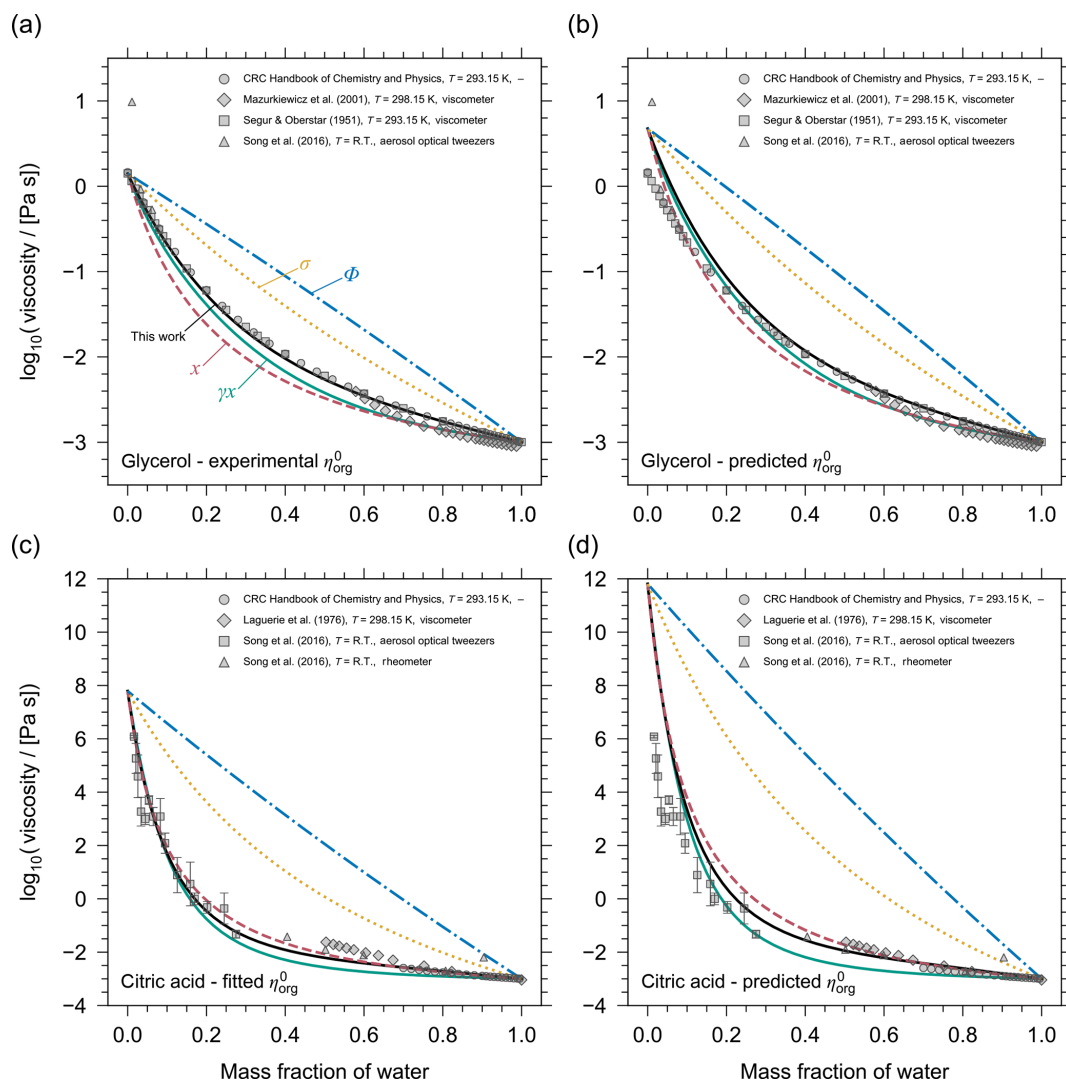 (a)
CRC Handbook of Chemistry and Physics, T = 293.15 K, –
Mazurkiewicz et al. (2001), T = 298.15 K, viscometer
Segur & Oberstar (1951), T = 293.15 K, viscometer
Song et al. (2016), T = R.T., aerosol optical tweezers
log₁₀( viscosity / [Pa s])
1
0
−1
−2
−3
σ
Φ
This work
x
γx
Glycerol - experimental η⁰org
0.0 0.2 0.4 0.6 0.8 1.0
(b)
CRC Handbook of Chemistry and Physics, T = 293.15 K, –
Mazurkiewicz et al. (2001), T = 298.15 K, viscometer
Segur & Oberstar (1951), T = 293.15 K, viscometer
Song et al. (2016), T = R.T., aerosol optical tweezers
Glycerol - predicted η⁰org
0.0 0.2 0.4 0.6 0.8 1.0
(c)
CRC Handbook of Chemistry and Physics, T = 293.15 K, –
Laguerie et al. (1976), T = 298.15 K, viscometer
Song et al. (2016), T = R.T., aerosol optical tweezers
Song et al. (2016), T = R.T., rheometer
log₁₀( viscosity / [Pa s])
12
10
8
6
4
2
0
−2
−4
Citric acid - fitted η⁰org
0.0 0.2 0.4 0.6 0.8 1.0
Mass fraction of water
(d)
CRC Handbook of Chemistry and Physics, T = 293.15 K, –
Laguerie et al. (1976), T = 298.15 K, viscometer
Song et al. (2016), T = R.T., aerosol optical tweezers
Song et al. (2016), T = R.T., rheometer
12
10
8
6
4
2
0
−2
−4
Citric acid - predicted η⁰org
0.0 0.2 0.4 0.6 0.8 1.0
Mass fraction of water